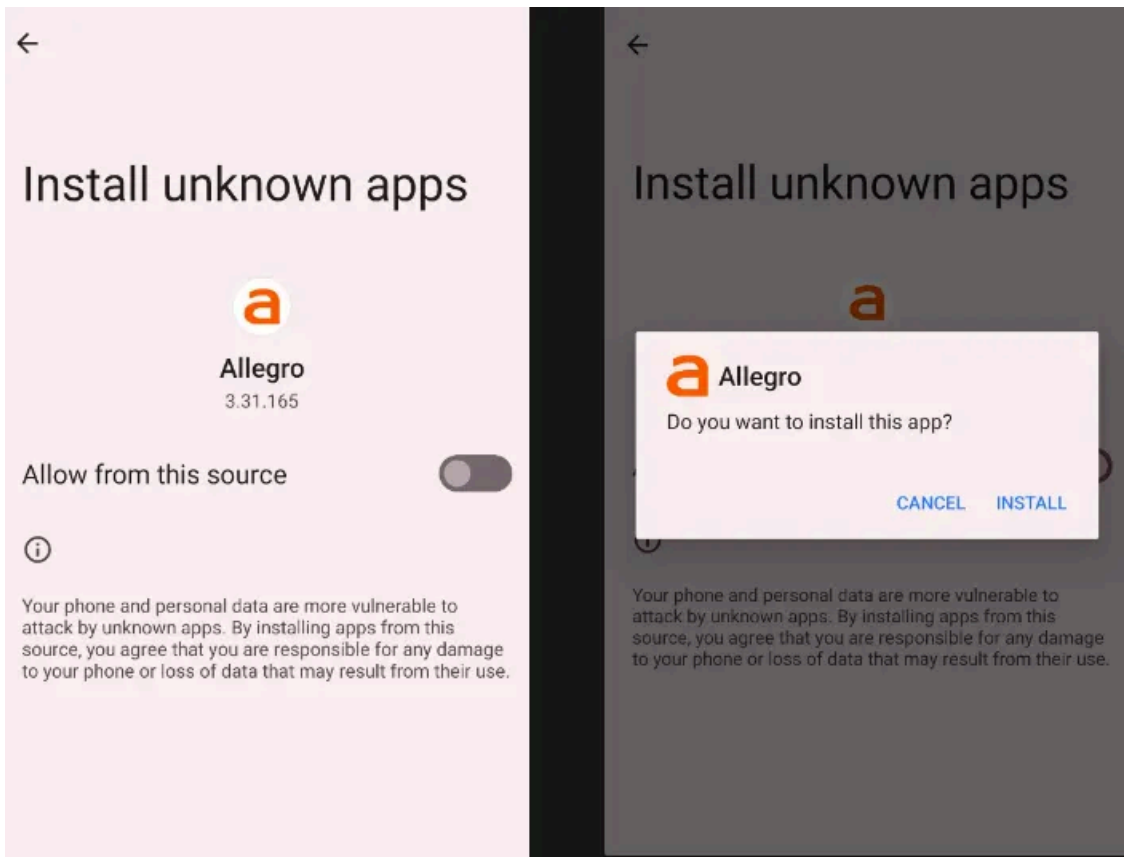 Install unknown apps
a
Allegro
3.31.165
Allow from this source
Your phone and personal data are more vulnerable to
attack by unknown apps. By installing apps from this
source, you agree that you are responsible for any damage
to your phone or loss of data that may result from their use.
Install unknown apps
a
a Allegro
Do you want to install this app?
CANCEL INSTALL
Your phone and personal data are more vulnerable to
attack by unknown apps. By installing apps from this
source, you agree that you are responsible for any damage
to your phone or loss of data that may result from their use.